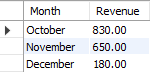 Month Revenue
October 830.00
November 650.00
December 180.00